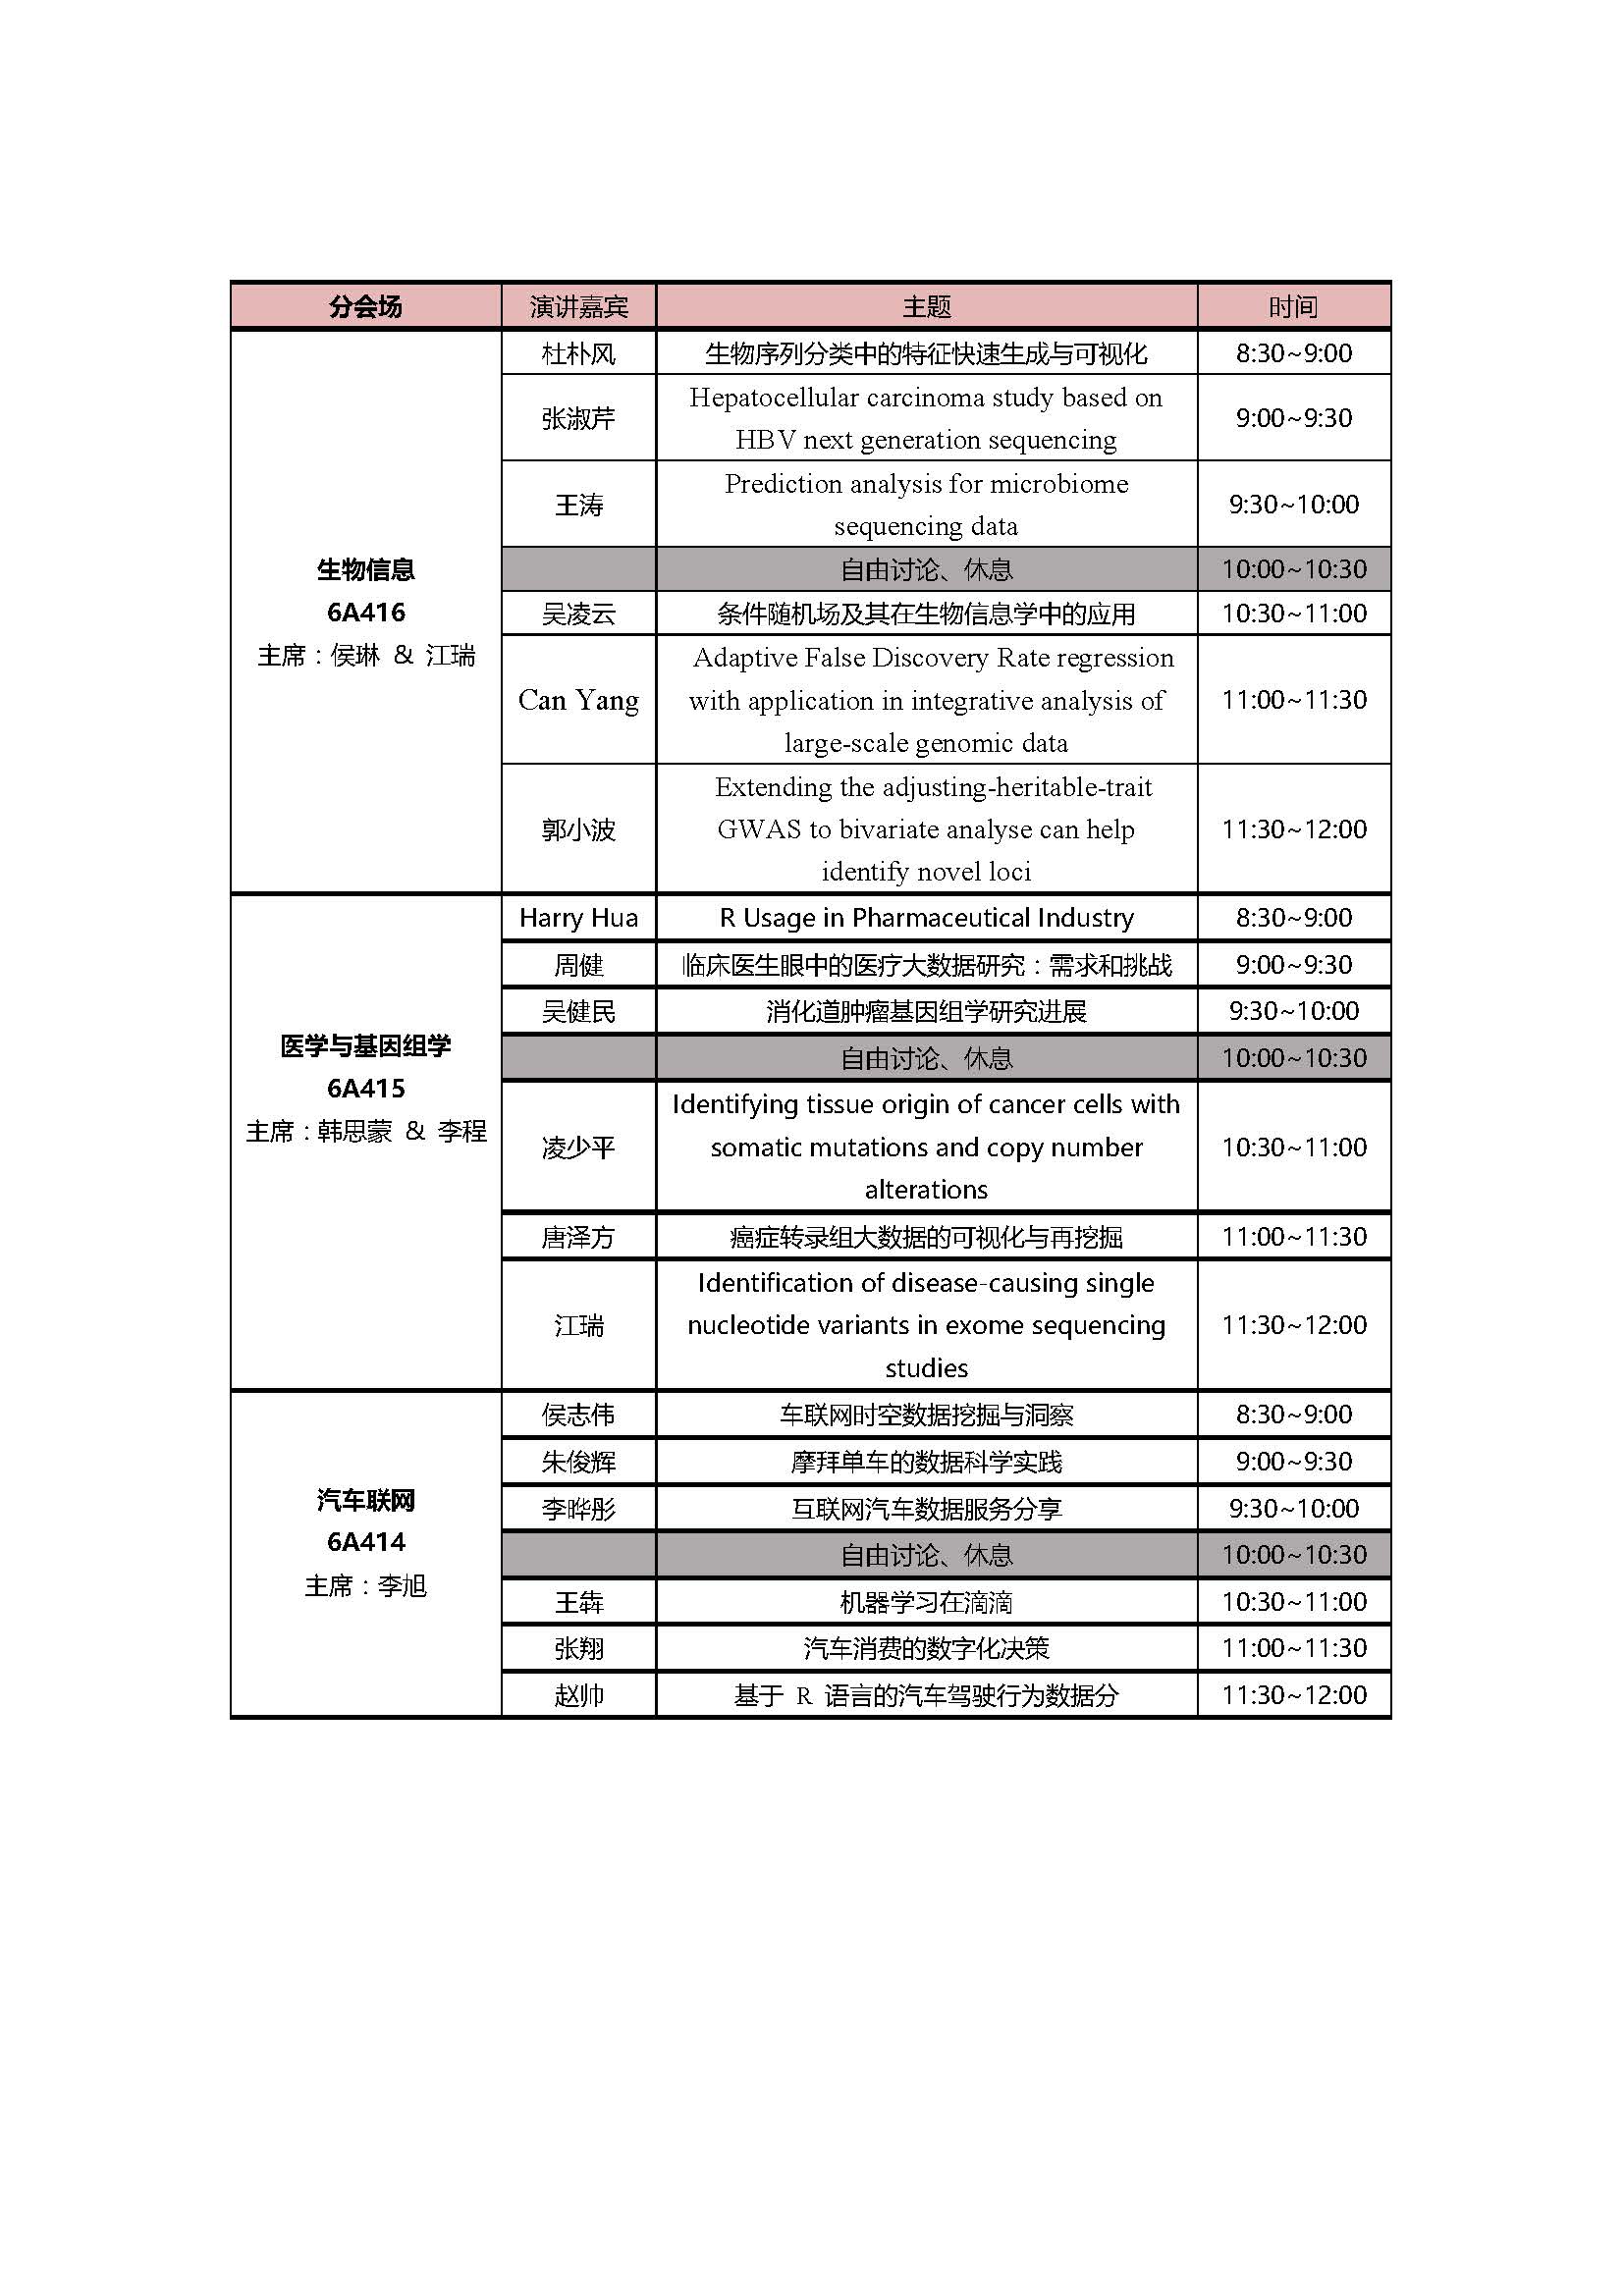 分会场 演讲嘉宾 主题 时间
生物信息
6A416
主席：侯琳 & 江瑞
杜朴风 生物序列分类中的特征快速生成与可视化 8:30~9:00
张淑芹 Hepatocellular carcinoma study based on
HBV next generation sequencing 9:00~9:30
王涛 Prediction analysis for microbiome
sequencing data 9:30~10:00
自由讨论、休息 10:00~10:30
吴凌云 条件随机场及其在生物信息学中的应用 10:30~11:00
Can Yang Adaptive False Discovery Rate regression
with application in integrative analysis of
large-scale genomic data 11:00~11:30
郭小波 Extending the adjusting-heritable-trait
GWAS to bivariate analyse can help
identify novel loci 11:30~12:00
医学与基因组学
6A415
主席：韩思蒙 & 李程
Harry Hua R Usage in Pharmaceutical Industry 8:30~9:00
周健 临床医生眼中的医疗大数据研究：需求和挑战 9:00~9:30
吴健民 消化道肿瘤基因组学研究进展 9:30~10:00
自由讨论、休息 10:00~10:30
凌少平 Identifying tissue origin of cancer cells with
somatic mutations and copy number
alterations 10:30~11:00
唐泽方 癌症转录组大数据的可视化与再挖掘 11:00~11:30
江瑞 Identification of disease-causing single
nucleotide variants in exome sequencing
studies 11:30~12:00
汽车联网
6A414
主席：李旭
侯志伟 车联网时空数据挖掘与洞察 8:30~9:00
朱俊辉 摩拜单车的数据科学实践 9:00~9:30
李晔彤 互联网汽车数据服务分享 9:30~10:00
自由讨论、休息 10:00~10:30
王犇 机器学习在滴滴 10:30~11:00
张翔 汽车消费的数字化决策 11:00~11:30
赵帅 基于 R 语言的汽车驾驶行为数据分 11:30~12:00